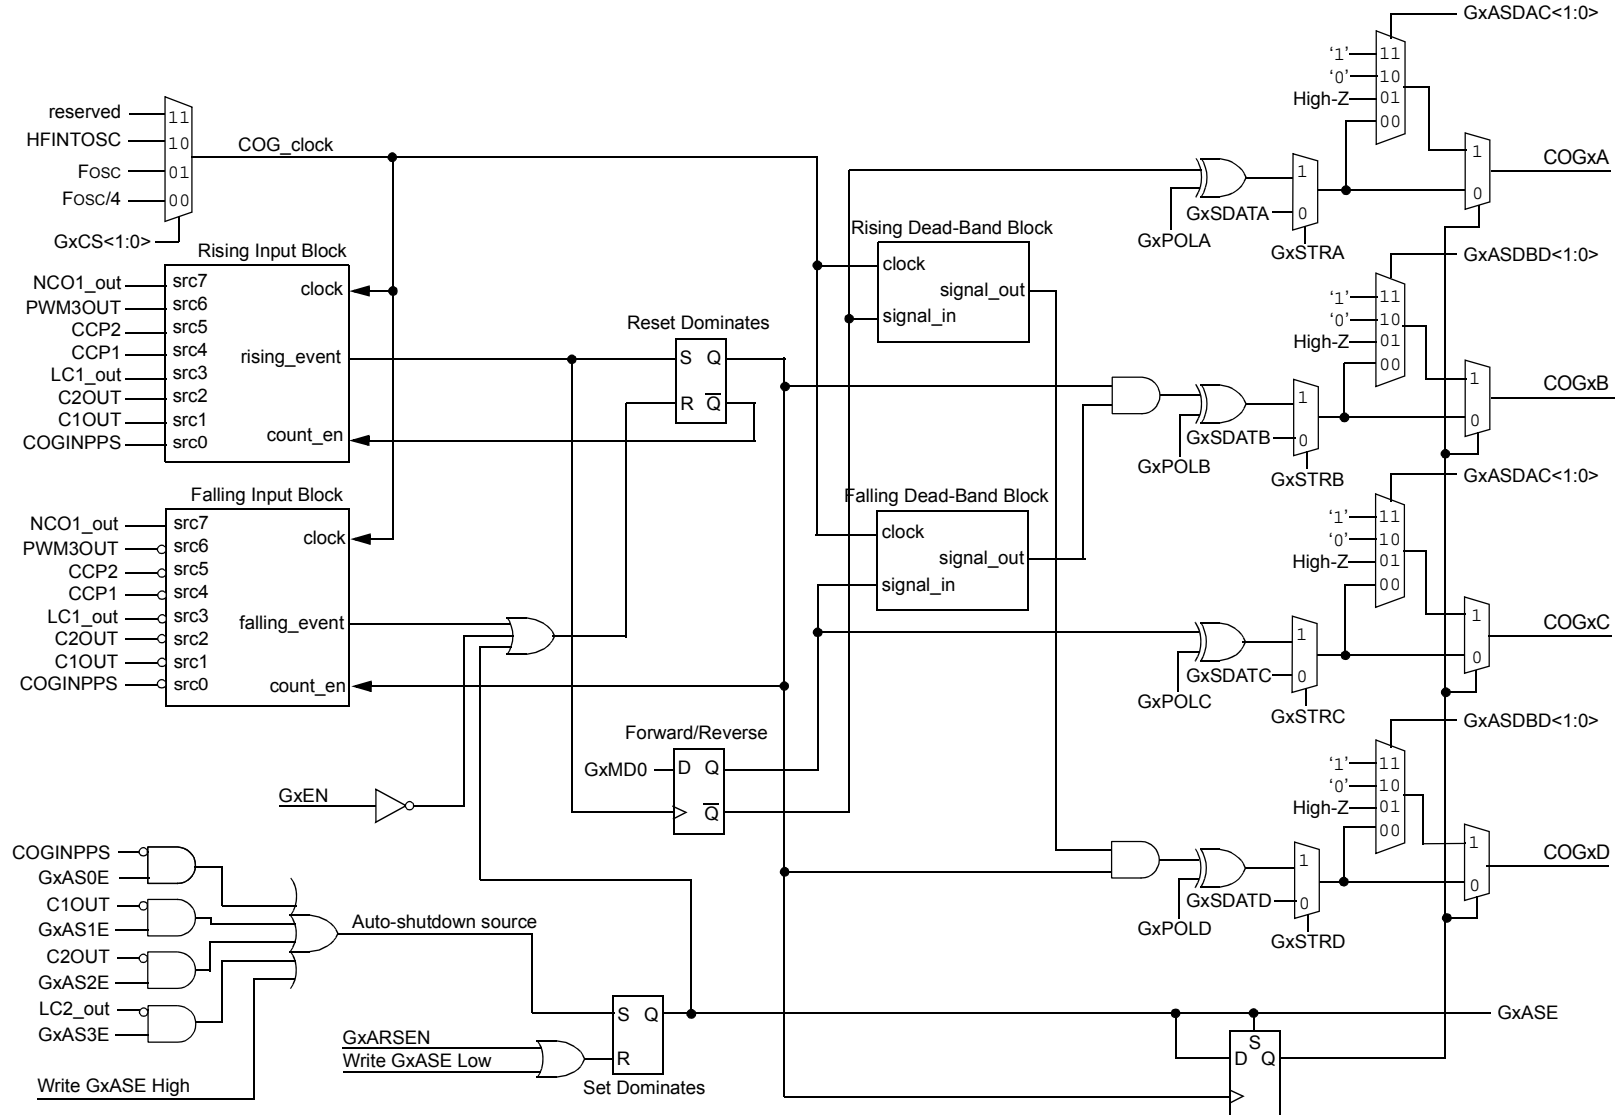 GxASDAC<1:0>
'1' 11
'0' 10
High-Z 01
00
1
0
COGxA
reserved 11
HFINTOSC 10
FOSC 01
FOSC/4 00
GxCS<1:0>
COG_clock
GxPOLA
GxSDATA
1
0
GxSTRA
Rising Input Block
NCO1_out src7
PWM3OUT src6
CCP2 src5
CCP1 src4
LC1_out src3
C2OUT src2
C1OUT src1
COGINPPS src0
clock
rising_event
count_en
Reset Dominates
S Q
R Q
Rising Dead-Band Block
clock
signal_out
signal_in
GxASDBD<1:0>
'1' 11
'0' 10
High-Z 01
00
1
0
COGxB
GxPOLB
GxSDATB
1
0
GxSTRB
Falling Input Block
NCO1_out src7
PWM3OUT src6
CCP2 src5
CCP1 src4
LC1_out src3
C2OUT src2
C1OUT src1
COGINPPS src0
clock
falling_event
count_en
Falling Dead-Band Block
clock
signal_out
signal_in
GxASDAC<1:0>
'1' 11
'0' 10
High-Z 01
00
1
0
COGxC
GxPOLC
GxSDATC
1
0
GxSTRC
Forward/Reverse
GxMD0
D Q
Q
GxEN
GxASDBD<1:0>
'1' 11
'0' 10
High-Z 01
00
1
0
COGxD
GxPOLD
GxSDATD
1
0
GxSTRD
COGINPPS
GxAS0E
C1OUT
GxAS1E
C2OUT
GxAS2E
LC2_out
GxAS3E
Write GxASE High
Auto-shutdown source
GxARSEN
Write GxASE Low
S Q
R
Set Dominates
GxASE
S
D Q